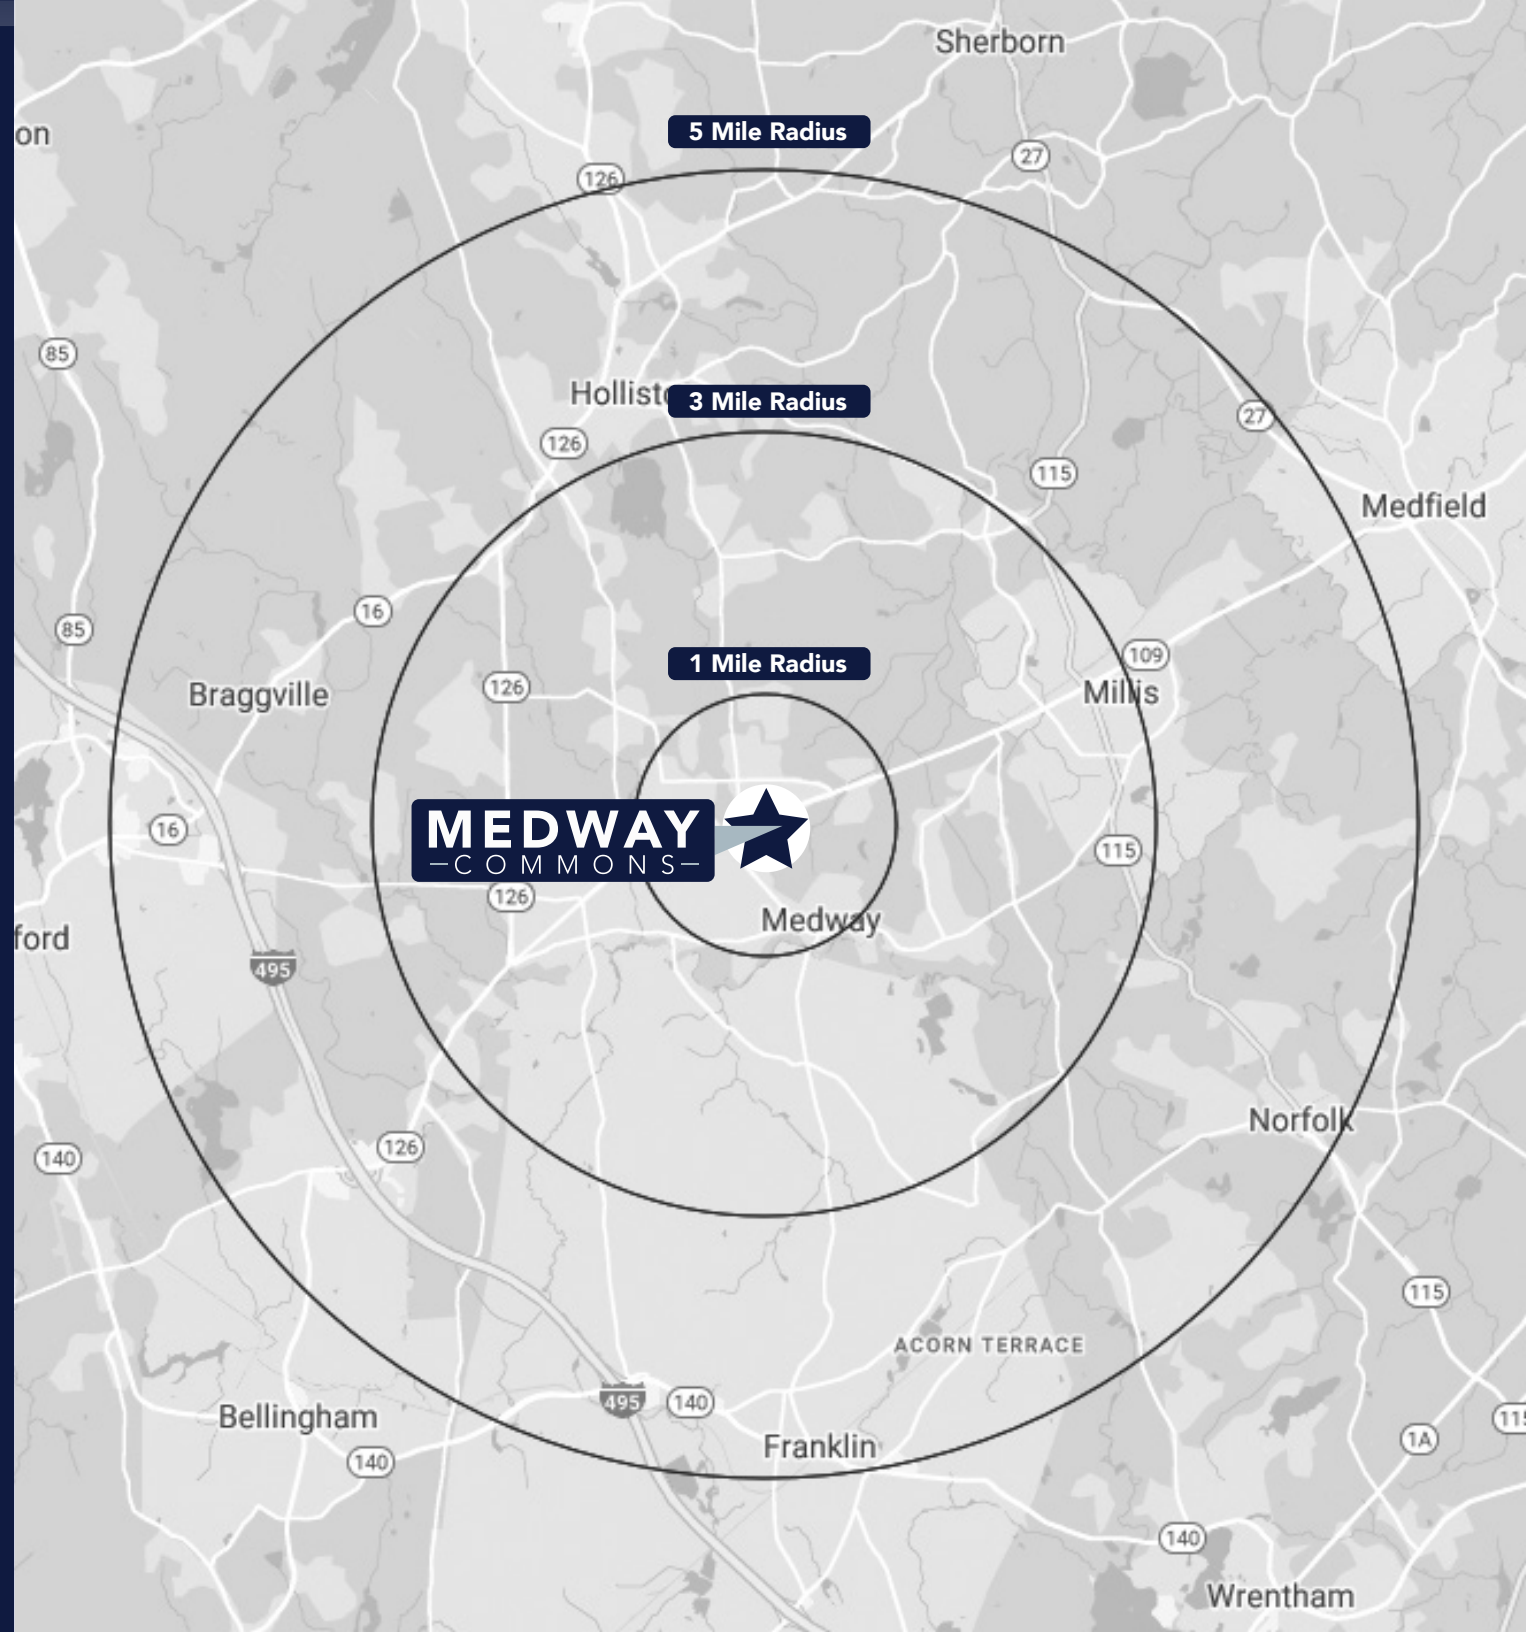 Sherborn
on
5 Mile Radius
27
126
85
Hollisto
3 Mile Radius
27
126
115
Medfield
16
85
109
1 Mile Radius
126
Braggville
Millis
MEDWAY
COMMONS
16
115
126
Medway
ford
495
Norfolk
126
140
115
ACORN TERRACE
495
140
Bellingham
115
1A
Franklin
140
140
Wrentham